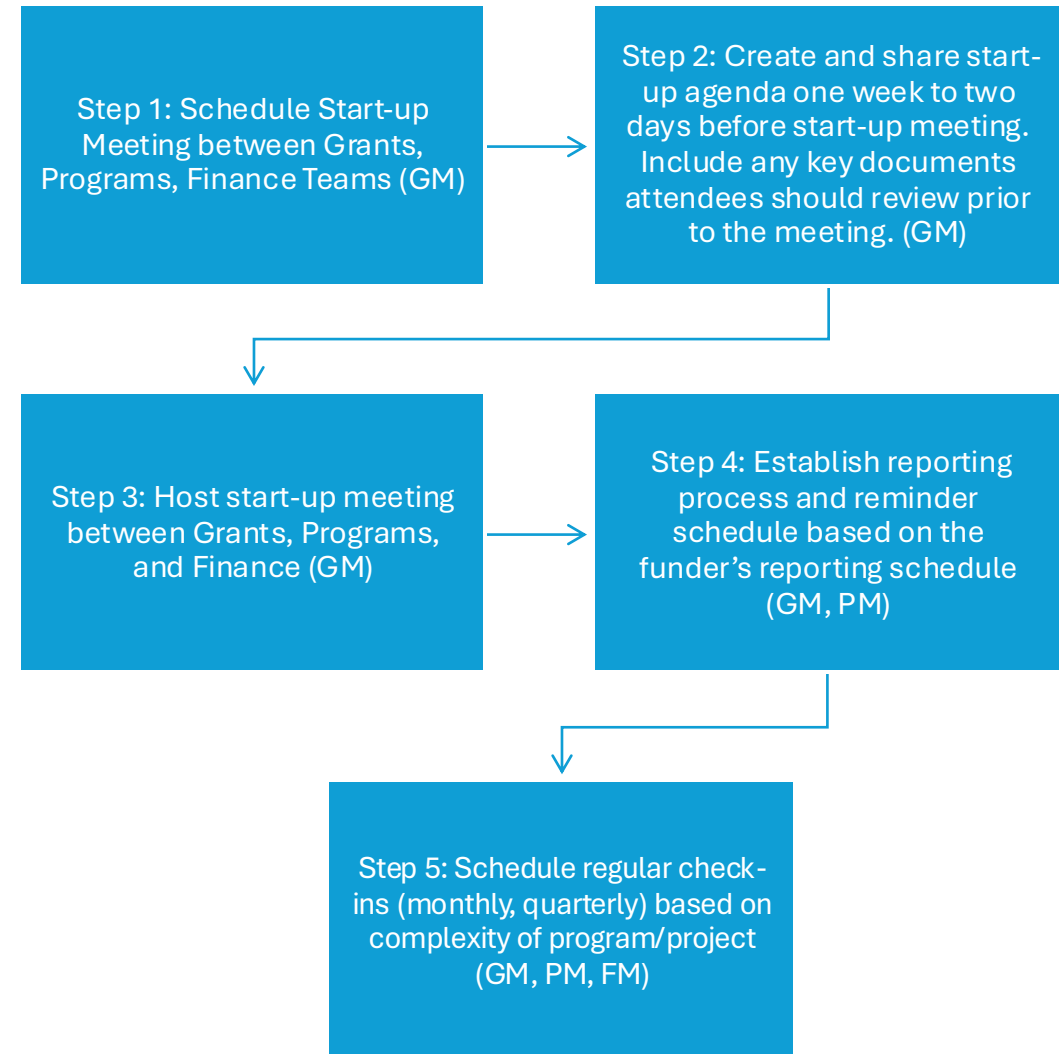 Step 1: Schedule Start-up
Meeting between Grants,
Programs, Finance Teams (GM)
Step 2: Create and share start-
up agenda one week to two
days before start-up meeting.
Include any key documents
attendees should review prior
to the meeting. (GM)
Step 3: Host start-up meeting
between Grants, Programs,
and Finance (GM)
Step 4: Establish reporting
process and reminder
schedule based on the
funder’s reporting schedule
(GM, PM)
Step 5: Schedule regular check-
ins (monthly, quarterly) based on
complexity of program/project
(GM, PM, FM)